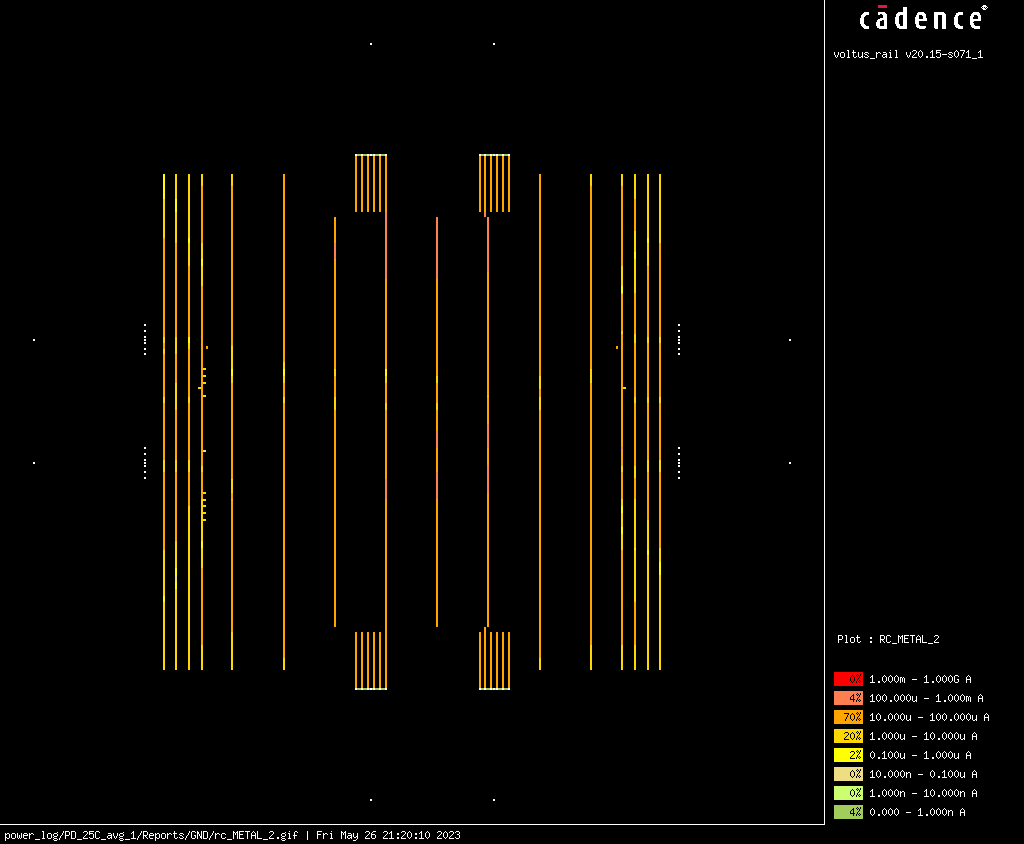 cādence®
voltus_rail v20.15-s071_1
Plot : RC_METAL_2
0% 1.000m - 1.000G A
4% 100.000u - 1.000m A
70% 10.000u - 100.000u A
20% 1.000u - 10.000u A
2% 0.100u - 1.000u A
0% 10.000n - 0.100u A
0% 1.000n - 10.000n A
4% 0.000 - 1.000n A
power_log/PD_25C_avg_1/Reports/GND/rc_METAL_2.gif | Fri May 26 21:20:10 2023